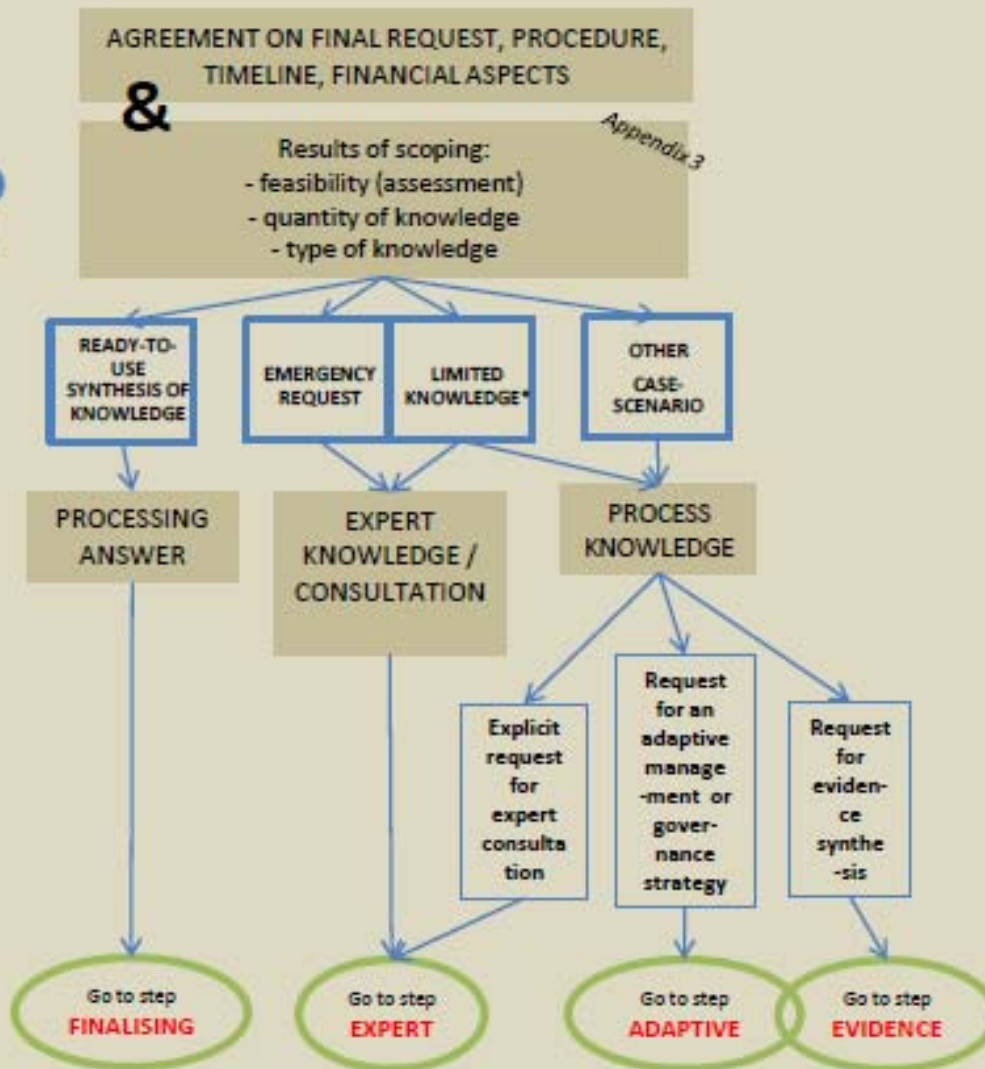 AGREEMENT ON FINAL REQUEST, PROCEDURE,
TIMELINE, FINANCIAL ASPECTS
&
Appendix 3
Results of scoping:
- feasibility (assessment)
- quantity of knowledge
- type of knowledge
READY-TO-
USE
SYNTHESIS OF
KNOWLEDGE
EMERGENCY
REQUEST
LIMITED
KNOWLEDGE*
OTHER
CASE-
SCENARIO
PROCESSING
ANSWER
EXPERT
KNOWLEDGE /
CONSULTATION
PROCESS
KNOWLEDGE
Explicit
request
for
expert
consulta
tion
Request
for an
adaptive
manage
-ment or
gover-
nance
strategy
Request
for
eviden-
ce
synthe
-sis
Go to step
FINALISING
Go to step
EXPERT
Go to step
ADAPTIVE
Go to step
EVIDENCE